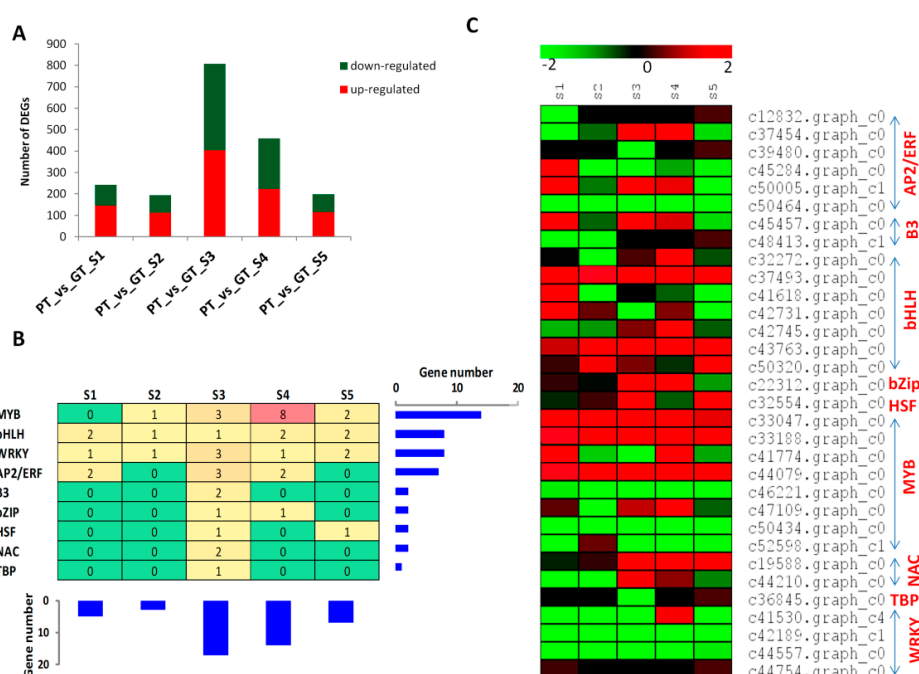 A
900
800
700
600
500
400
300
200
100
0
Number of DEGs
down-regulated
up-regulated
PT_vs_GT_S1
PT_vs_GT_S2
PT_vs_GT_S3
PT_vs_GT_S4
PT_vs_GT_S5
B
Gene number
0 10 20
S1 S2 S3 S4 S5
MYB 0 1 3 8 2
bHLH 2 1 1 2 2
WRKY 1 1 3 1 2
AP2/ERF 2 0 3 2 0
B3 0 0 2 0 0
bZIP 0 0 1 1 0
HSF 0 0 1 0 1
NAC 0 0 2 0 0
TBP 0 0 1 0 0
Gene number
0
10
20
C
-2 0 2
s1 s2 s3 s4 s5
c12832.graph_c0
c37454.graph_c0
c39480.graph_c0
c45284.graph_c0
c50005.graph_c1
c50464.graph_c0
AP2/ERF
c45457.graph_c0
c48413.graph_c1
B3
c32272.graph_c0
c37493.graph_c0
c41618.graph_c0
c42731.graph_c0
c42745.graph_c0
c43763.graph_c0
c50320.graph_c0
bHLH
c22312.graph_c0 bZip
c32554.graph_c0 HSF
c33047.graph_c0
c33188.graph_c0
c41774.graph_c0
c44079.graph_c0
c46221.graph_c0
c47109.graph_c0
c50434.graph_c0
c52598.graph_c1
MYB
c19588.graph_c0
c44210.graph_c0
NAC
c36845.graph_c0 TBP
c41530.graph_c4
c42189.graph_c1
c44557.graph_c0
c44754.graph_c0
WRKY